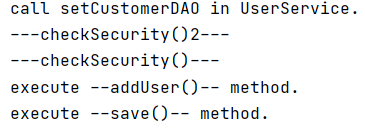 call setCustomerDAO in UserService.
---checkSecurity()2---
---checkSecurity()---
execute --addUser()-- method.
execute --save()-- method.